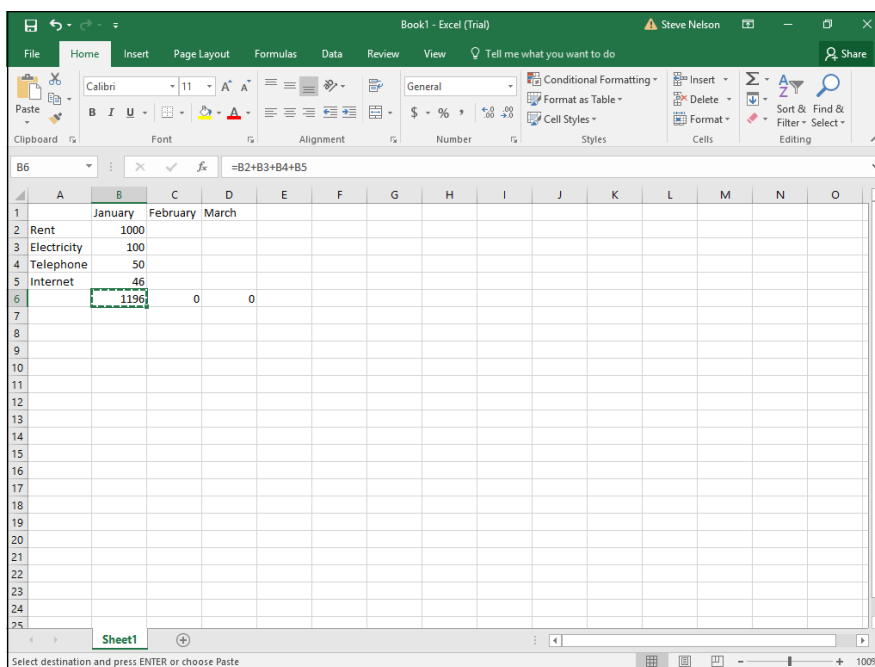 Book1 - Excel (Trial) Steve Nelson
File Home Insert Page Layout Formulas Data Review View Tell me what you want to do Share
Paste
Calibri 11 A A
B I U A
General
$ % , .0 .00 .00 .0
Conditional Formatting
Format as Table
Cell Styles
Insert
Delete
Format
Σ
A Z
Sort & Filter
Find & Select
Clipboard Font Alignment Number Styles Cells Editing
B6 fx =B2+B3+B4+B5
A B C D E F G H I J K L M N O
1 January February March
2 Rent 1000
3 Electricity 100
4 Telephone 50
5 Internet 46
6 1196 0 0
7
8
9
10
11
12
13
14
15
16
17
18
19
20
21
22
23
24
25
Sheet1
Select destination and press ENTER or choose Paste 100%